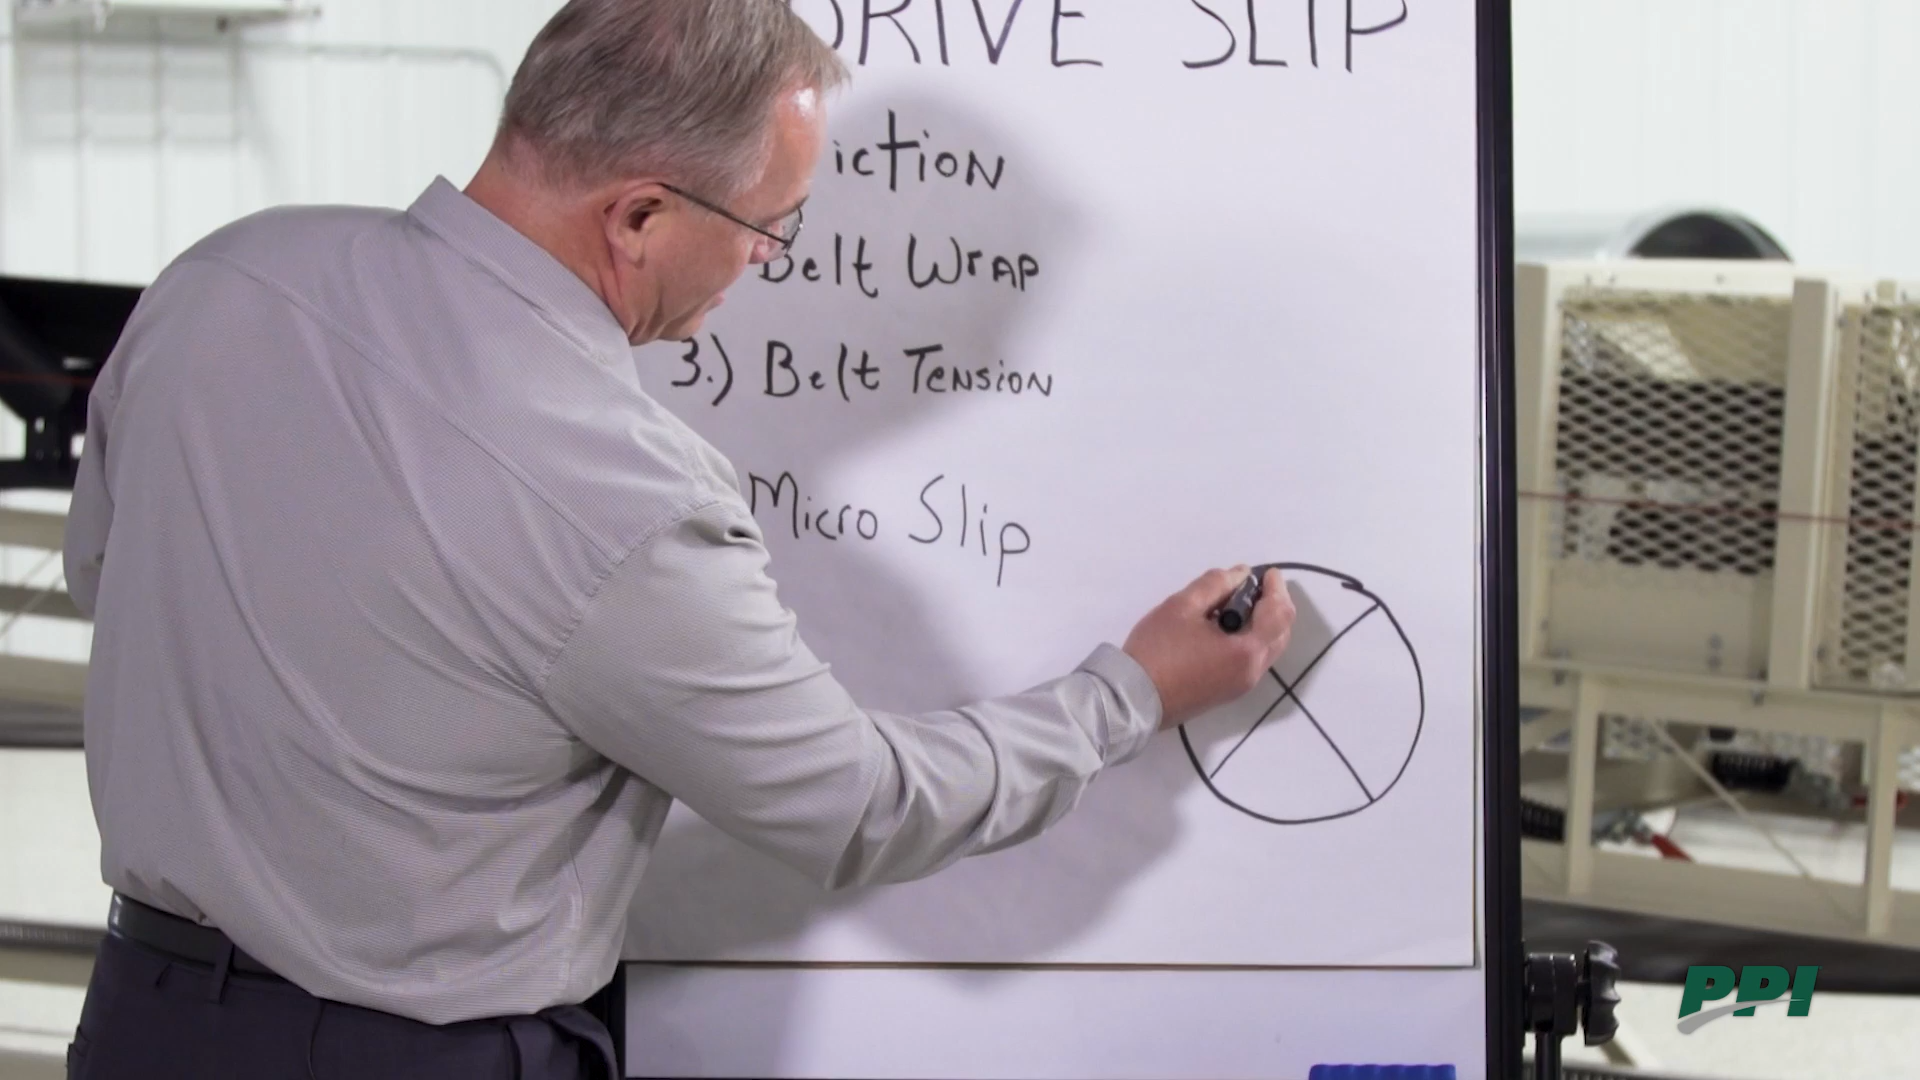 DRIVE SLIP
iction
Belt Wrap
3.) Belt Tension
Micro Slip
PPI